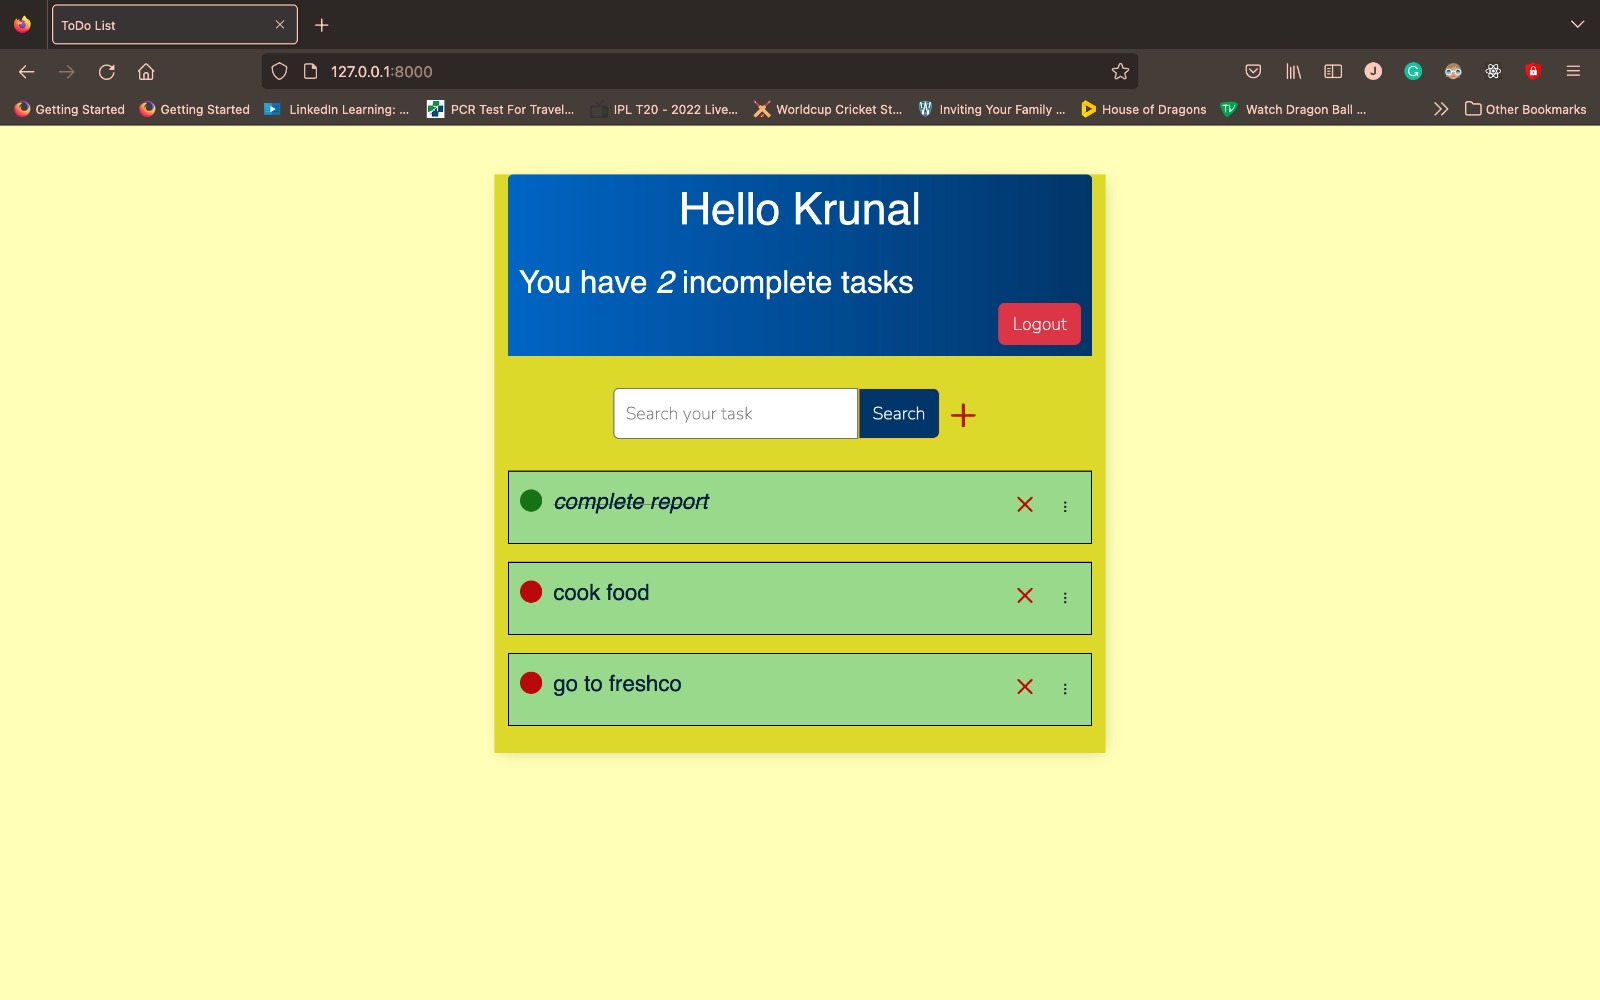 ToDo List
127.0.0.1:8000
Getting Started Getting Started LinkedIn Learning: ... PCR Test For Travel... IPL T20 - 2022 Live... Worldcup Cricket St... Inviting Your Family ... House of Dragons Watch Dragon Ball ... Other Bookmarks
Hello Krunal
You have 2 incomplete tasks
Logout
Search your task Search
complete report
cook food
go to freshco